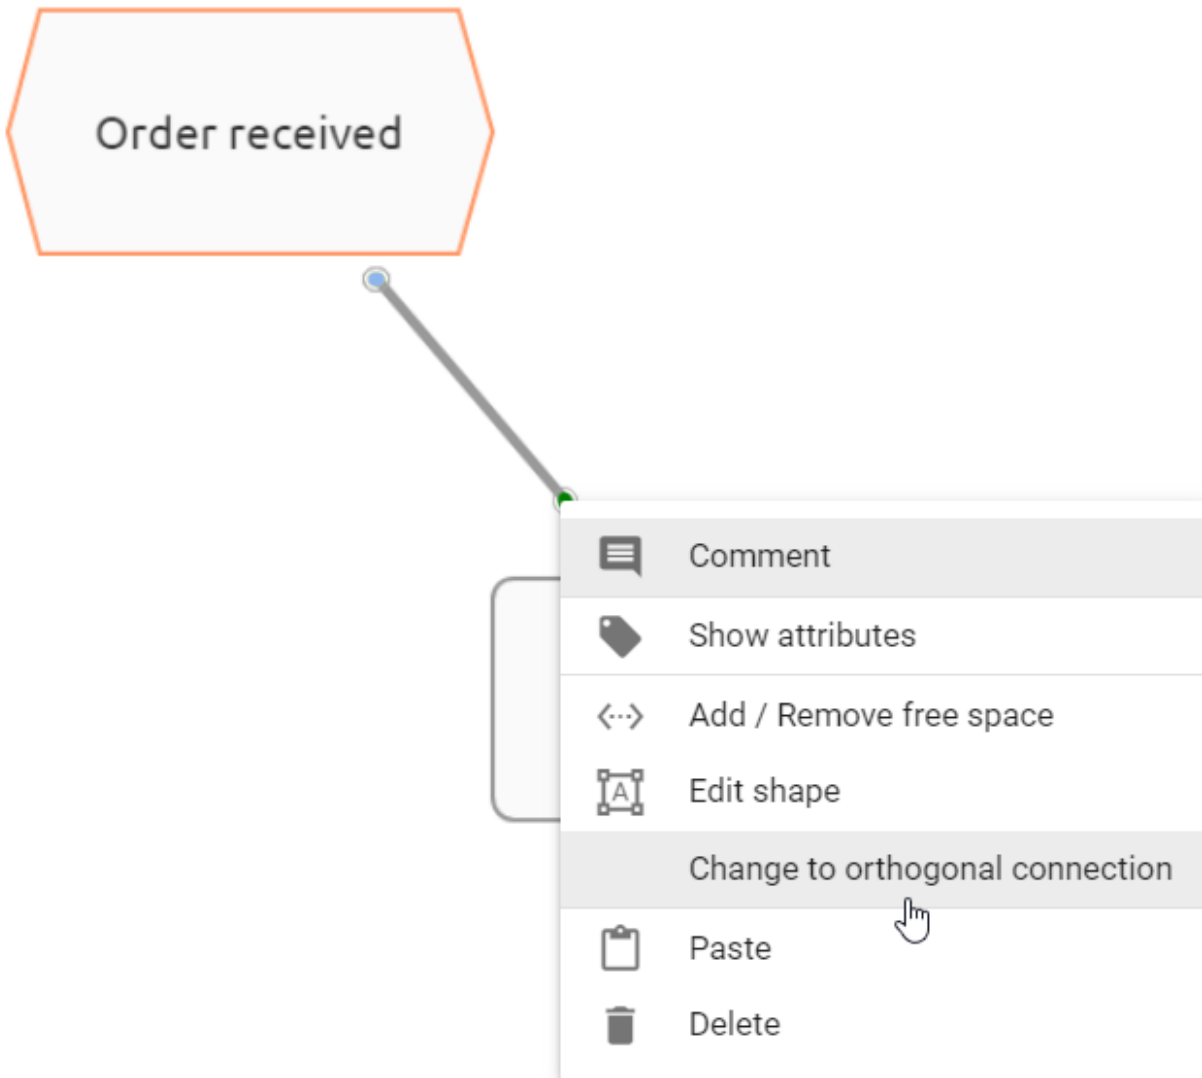 Order received
Comment
Show attributes
Add / Remove free space
A
Edit shape
Change to orthogonal connection
Paste
Delete